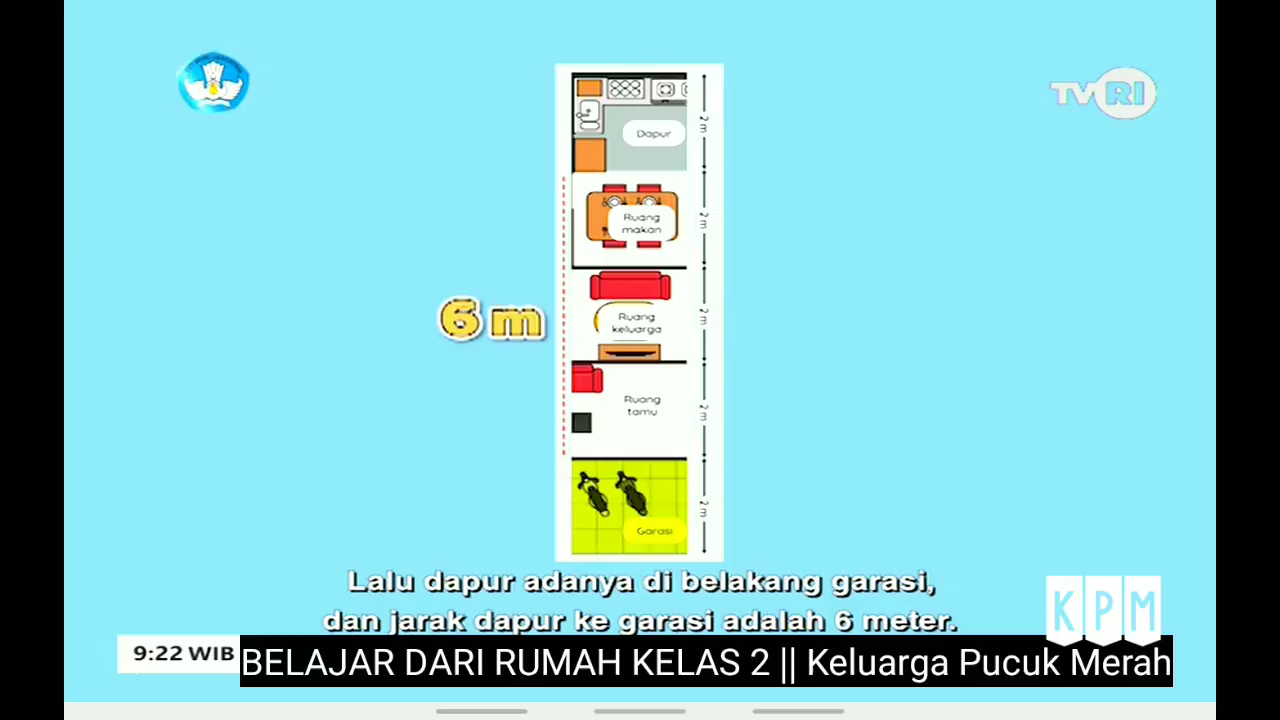 TVRI
Dapur
2 m
Ruang
makan
2 m
6 m
Ruang
keluarga
2 m
Ruang
tamu
2 m
Garasi
2 m
Lalu dapur adanya di belakang garasi,
dan jarak dapur ke garasi adalah 6 meter.
KPM
9:22 WIB
BELAJAR DARI RUMAH KELAS 2 || Keluarga Pucuk Merah